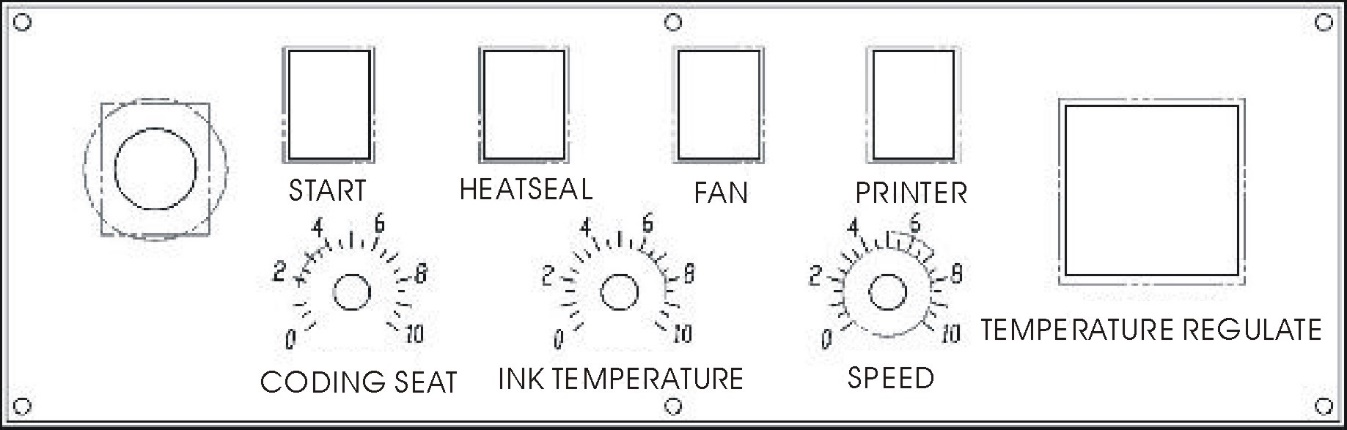 START HEATSEAL FAN PRINTER
4 6 4 6 4 6
2 8 2 8 2 8
0 10 0 10 0 10
TEMPERATURE REGULATE
CODING SEAT INK TEMPERATURE SPEED